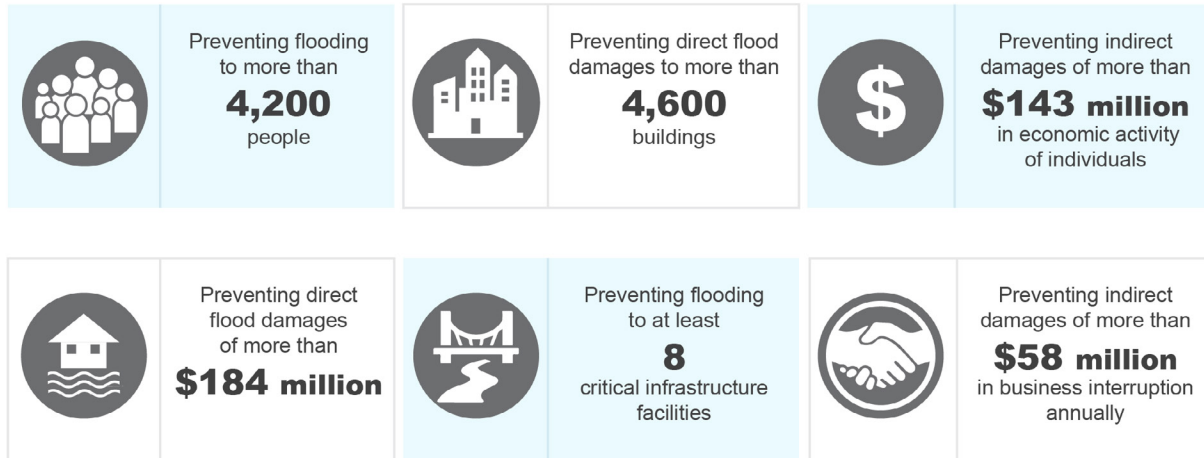 Preventing flooding
to more than
4,200
people
Preventing direct flood
damages to more than
4,600
buildings
$
Preventing indirect
damages of more than
$143 million
in economic activity
of individuals
Preventing direct
flood damages
of more than
$184 million
Preventing flooding
to at least
8
critical infrastructure
facilities
Preventing indirect
damages of more than
$58 million
in business interruption
annually